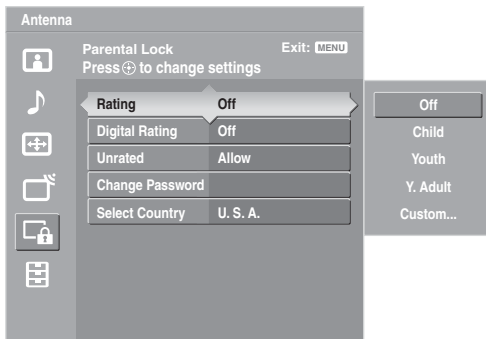 Antenna
Parental Lock Exit: MENU
Press to change settings
Rating Off
Digital Rating Off
Unrated Allow
Change Password
Select Country U. S. A.
Off
Child
Youth
Y. Adult
Custom...